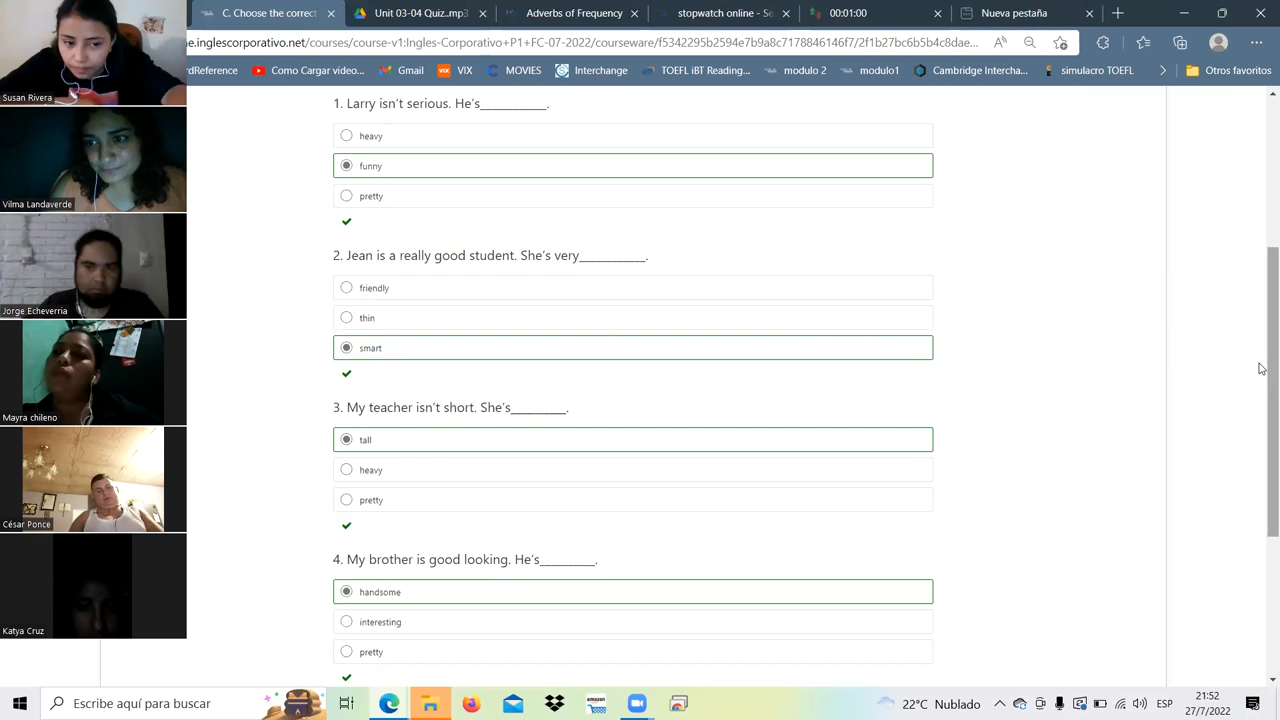 C. Choose the correct
Unit 03-04 Quiz.mp3
Adverbs of Frequency
stopwatch online - Se
00:01:00
Nueva pestaña
ne.inglescorporativo.net/courses/course-v1:Ingles-Corporativo+P1+FC-07-2022/courseware/f5342295b2594e7b9a8c7178846146f7/2f1b27bc6b5b4c8dae...
rdReference
Como Cargar video...
Gmail
VIX
MOVIES
Interchange
TOEFL iBT Reading...
modulo 2
modulo1
Cambridge Intercha...
simulacro TOEFL
Otros favoritos
Susan Rivera
Vilma Landaverde
Jorge Echeverria
Mayra chileno
César Ponce
Katya Cruz
1. Larry isn't serious. He's__________.
heavy
funny
pretty
2. Jean is a really good student. She's very__________.
friendly
thin
smart
3. My teacher isn't short. She's________.
tall
heavy
pretty
4. My brother is good looking. He's________.
handsome
interesting
pretty
Escribe aquí para buscar
22°C Nublado
ESP
21:52
27/7/2022